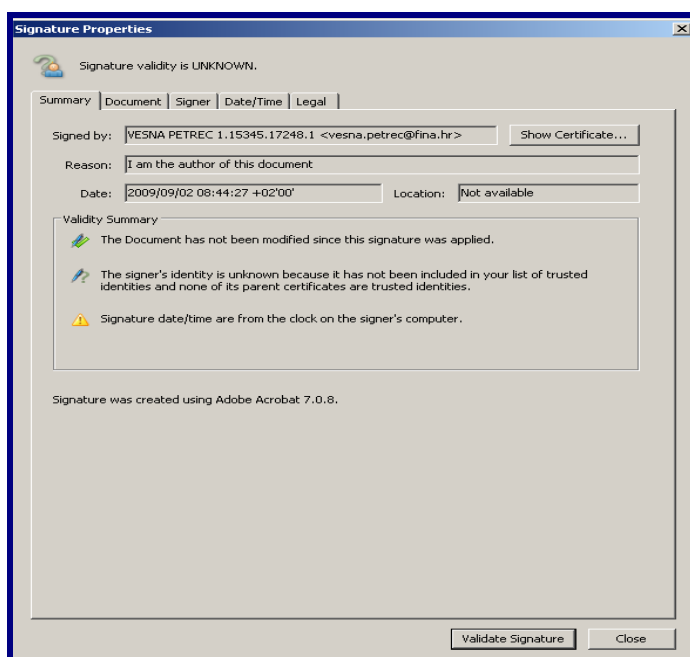 Signature Properties
Signature validity is UNKNOWN.
Summary Document Signer Date/Time Legal
Signed by: VESNA PETREC 1.15345.17248.1 <vesna.petrec@fina.hr> Show Certificate...
Reason: I am the author of this document
Date: 2009/09/02 08:44:27 +02'00' Location: Not available
Validity Summary
The Document has not been modified since this signature was applied.
The signer's identity is unknown because it has not been included in your list of trusted
identities and none of its parent certificates are trusted identities.
Signature date/time are from the clock on the signer's computer.
Signature was created using Adobe Acrobat 7.0.8.
Validate Signature Close